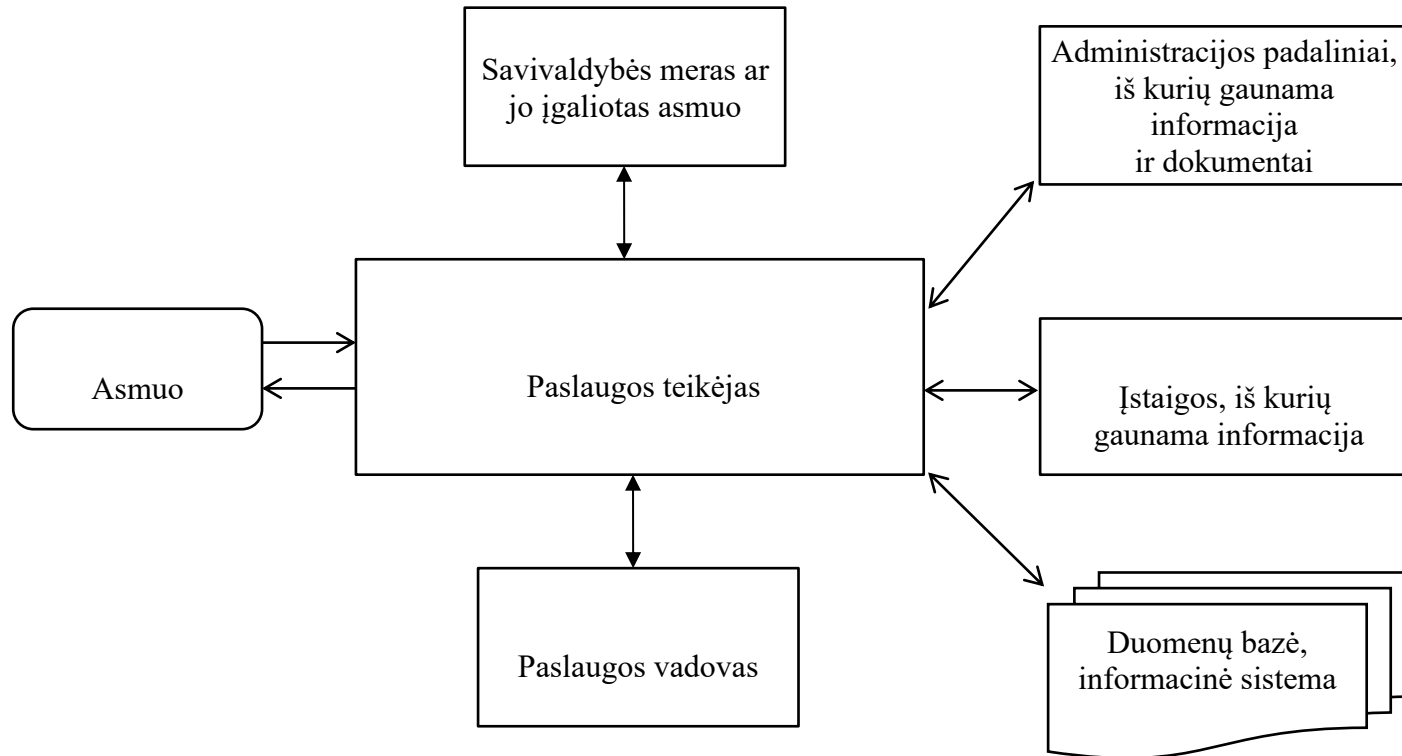 Savivaldybės meras ar
jo įgaliotas asmuo
Administracijos padaliniai,
iš kurių gaunama
informacija
ir dokumentai
Asmuo
Paslaugos teikėjas
Įstaigos, iš kurių
gaunama informacija
Paslaugos vadovas
Duomenų bazė,
informacinė sistema